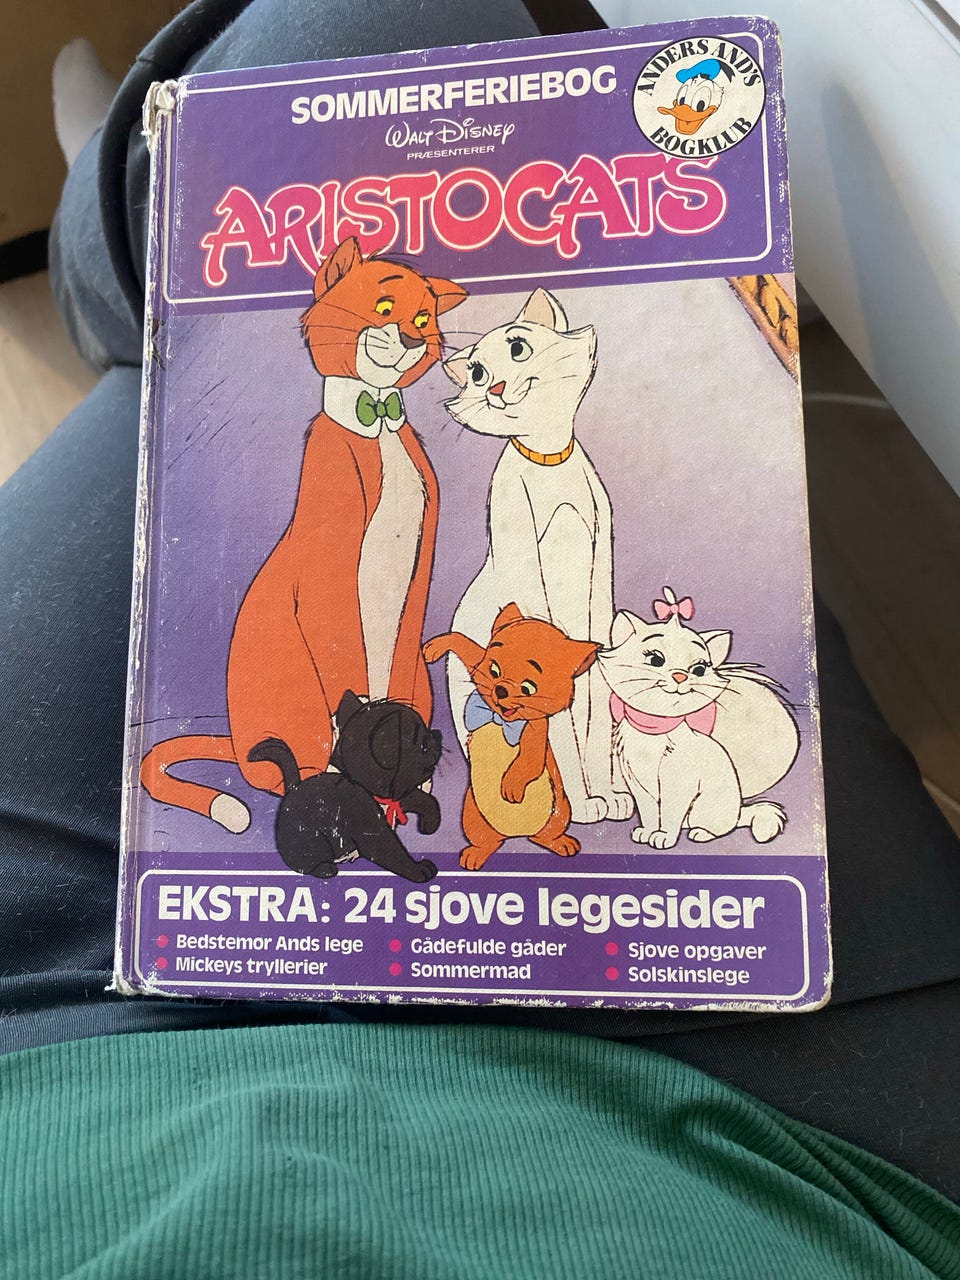 SOMMERFERIEBOG
ANDERS AND'S
BOGKLUB
WALT DISNEY
PRÆSENTERER
ARISTOCATS
EKSTRA: 24 sjove legesider
Bedstemor Ands lege
Gådefulde gåder
Sjove opgaver
Mickeys tryllerier
Sommermad
Solskinslege